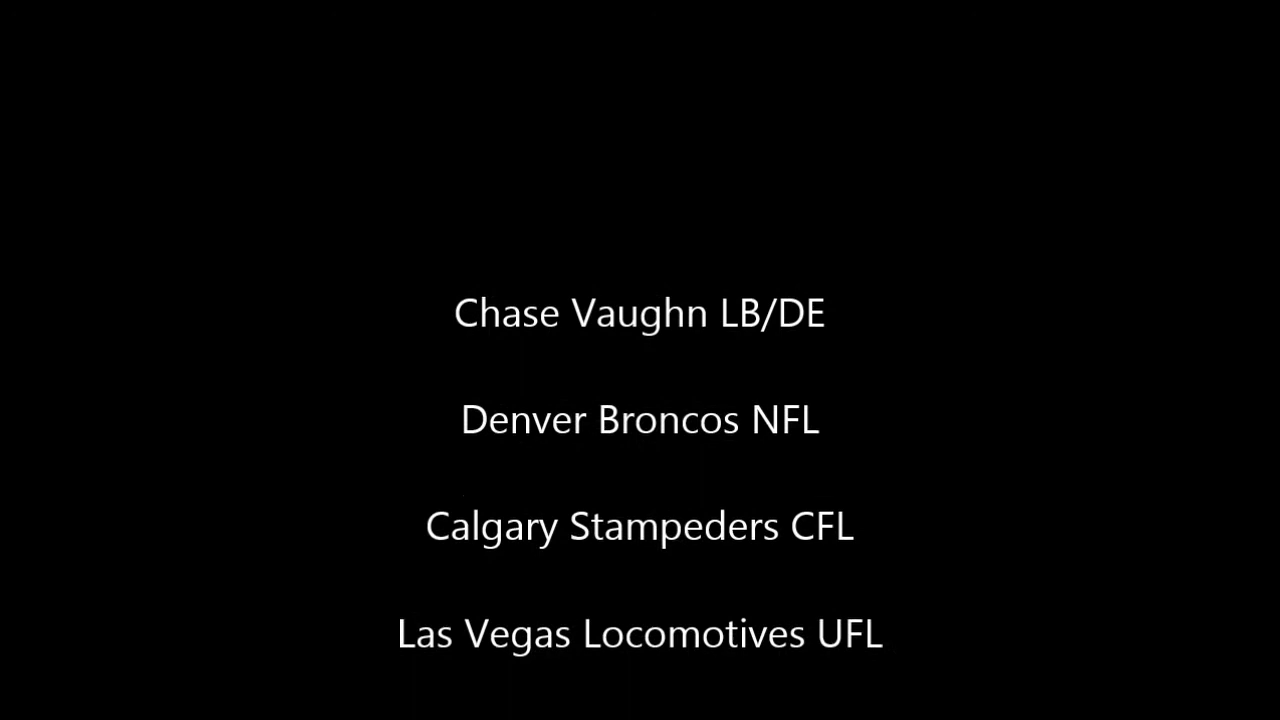 Chase Vaughn LB/DE
Denver Broncos NFL
Calgary Stampeders CFL
Las Vegas Locomotives UFL